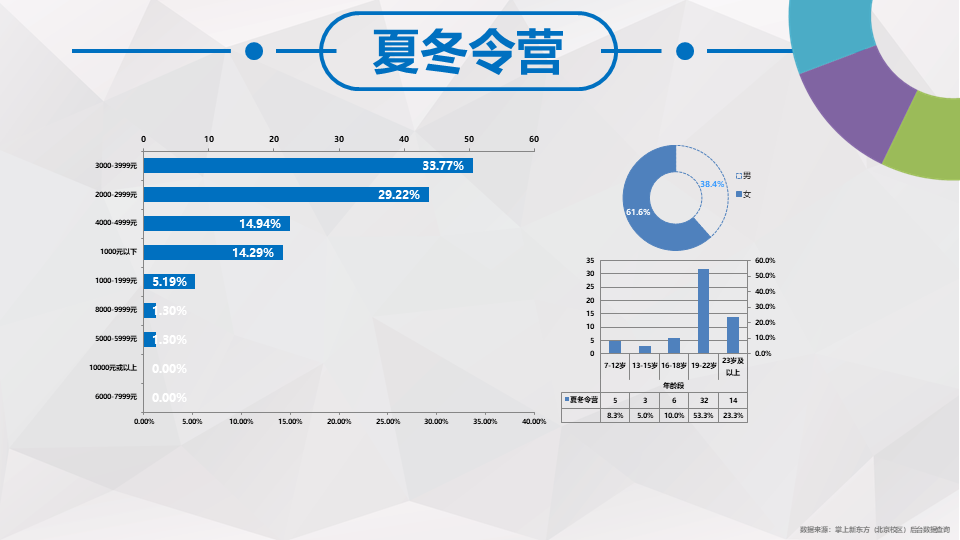 夏冬令营
0 10 20 30 40 50 60
3000-3999元 33.77%
2000-2999元 29.22%
4000-4999元 14.94%
1000元以下 14.29%
1000-1999元 5.19%
8000-9999元 1.30%
5000-5999元 1.30%
10000元或以上 0.00%
6000-7999元 0.00%
0.00% 5.00% 10.00% 15.00% 20.00% 25.00% 30.00% 35.00% 40.00%
男
38.4%
女
61.6%
35 60.0%
30 50.0%
25 40.0%
20 30.0%
15 20.0%
10 10.0%
5 0.0%
0
7-12岁 13-15岁 16-18岁 19-22岁 23岁及以上
年龄段
夏冬令营 5 3 6 32 14
8.3% 5.0% 10.0% 53.3% 23.3%
数据来源：掌上新东方（北京校区）后台数据查询